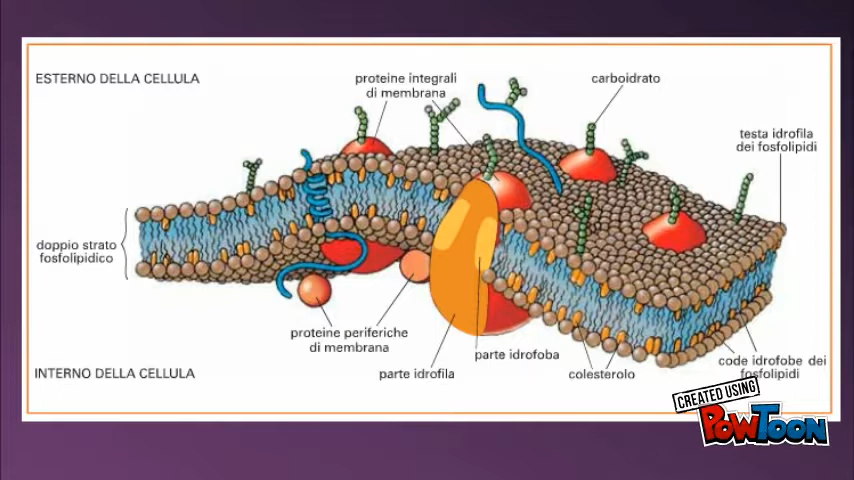 ESTERNO DELLA CELLULA
proteine integrali
di membrana
carboidrato
testa idrofila
dei fosfolipidi
doppio strato
fosfolipidico
proteine periferiche
di membrana
parte idrofila
parte idrofoba
colesterolo
code idrofobe dei
fosfolipidi
INTERNO DELLA CELLULA
CREATED USING
POWTOON